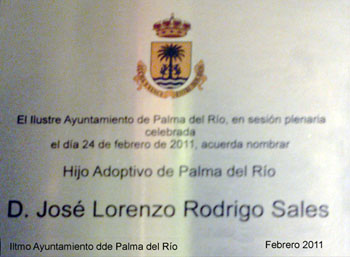 El Ilustre Ayuntamiento de Palma del Río, en sesión plenaria
celebrada
el día 24 de febrero de 2011, acuerda nombrar
Hijo Adoptivo de Palma del Río
D. José Lorenzo Rodrigo Sales
Iltmo Ayuntamiento dde Palma del Río
Febrero 2011